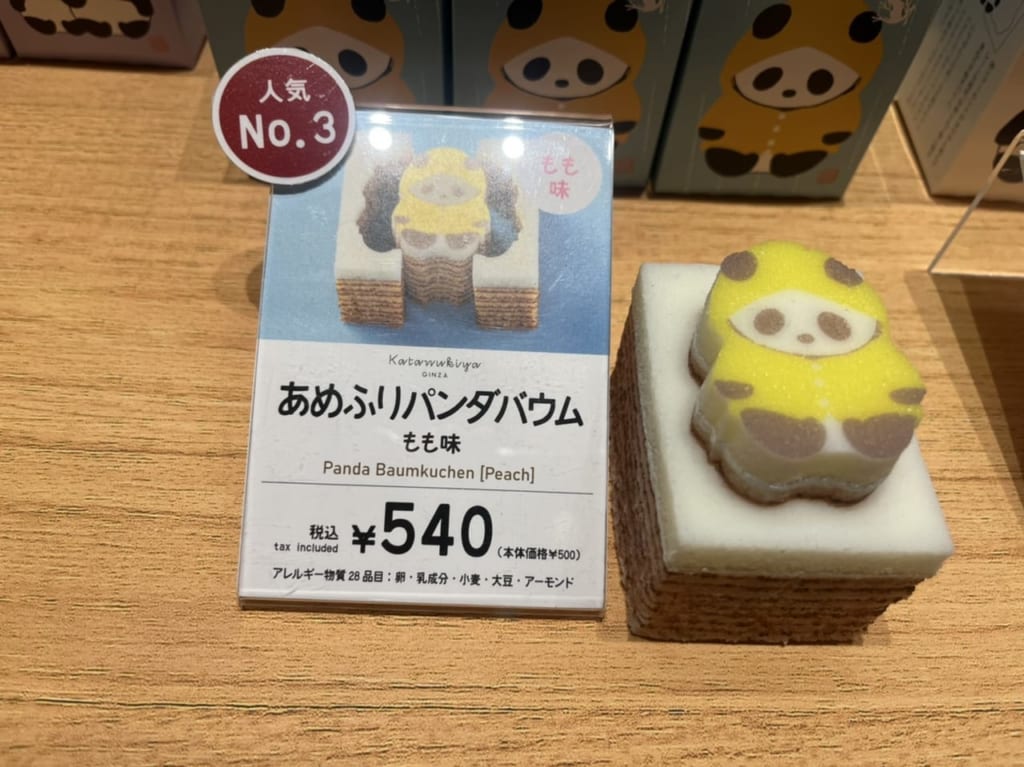 人気
No.3
もも
味
Katanukiya
GINZA
あめふりパンダバウム
もも味
Panda Baumkuchen [Peach]
税込
tax included
¥540
(本体価格¥500)
アレルギー物質28品目:卵・乳成分・小麦・大豆・アーモンド